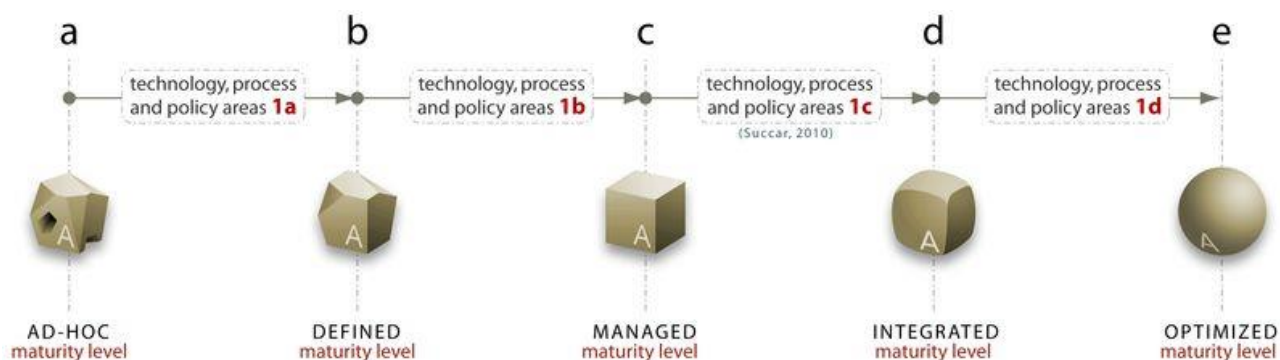 a
b
c
d
e
technology, process
and policy areas 1a
technology, process
and policy areas 1b
technology, process
and policy areas 1c
(Succar, 2010)
technology, process
and policy areas 1d
A
A
A
A
A
AD-HOC
maturity level
DEFINED
maturity level
MANAGED
maturity level
INTEGRATED
maturity level
OPTIMIZED
maturity level